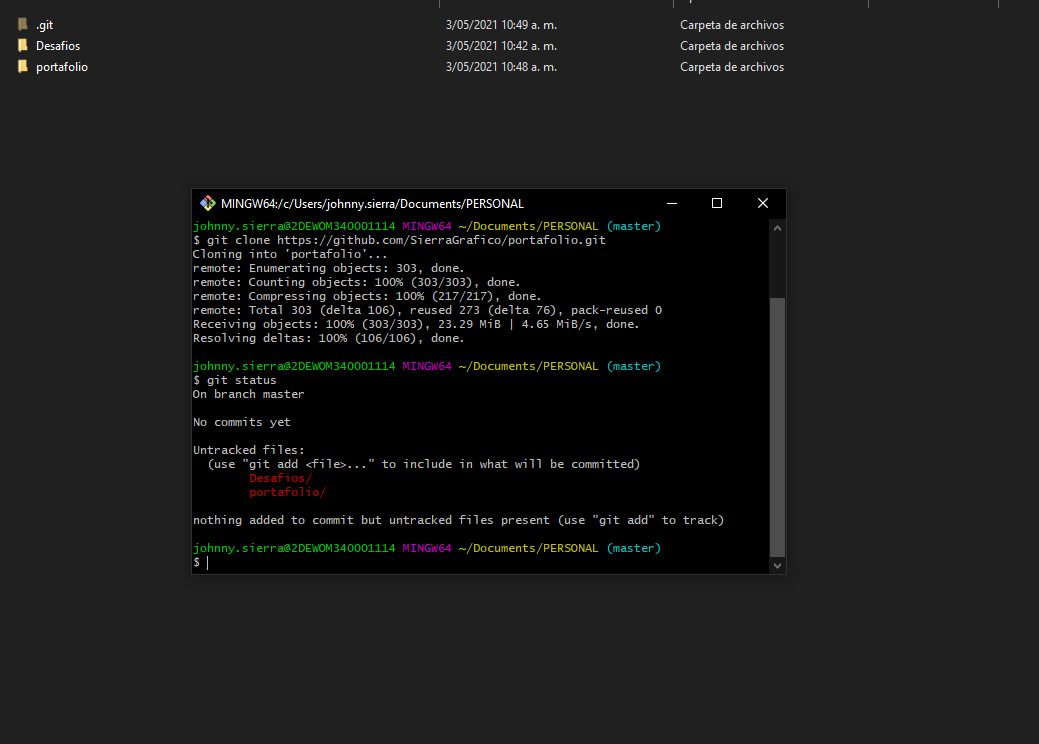 .git 3/05/2021 10:49 a. m. Carpeta de archivos
Desafios 3/05/2021 10:42 a. m. Carpeta de archivos
portafolio 3/05/2021 10:48 a. m. Carpeta de archivos
MINGW64:/c/Users/johnny.sierra/Documents/PERSONAL
johnny.sierra@2DEWOM340001114 MINGW64 ~/Documents/PERSONAL (master)
$ git clone https://github.com/SierraGrafico/portafolio.git
Cloning into 'portafolio'...
remote: Enumerating objects: 303, done.
remote: Counting objects: 100% (303/303), done.
remote: Compressing objects: 100% (217/217), done.
remote: Total 303 (delta 106), reused 273 (delta 76), pack-reused 0
Receiving objects: 100% (303/303), 23.29 MiB | 4.65 MiB/s, done.
Resolving deltas: 100% (106/106), done.
johnny.sierra@2DEWOM340001114 MINGW64 ~/Documents/PERSONAL (master)
$ git status
On branch master
No commits yet
Untracked files:
(use "git add <file>..." to include in what will be committed)
Desafios/
portafolio/
nothing added to commit but untracked files present (use "git add" to track)
johnny.sierra@2DEWOM340001114 MINGW64 ~/Documents/PERSONAL (master)
$